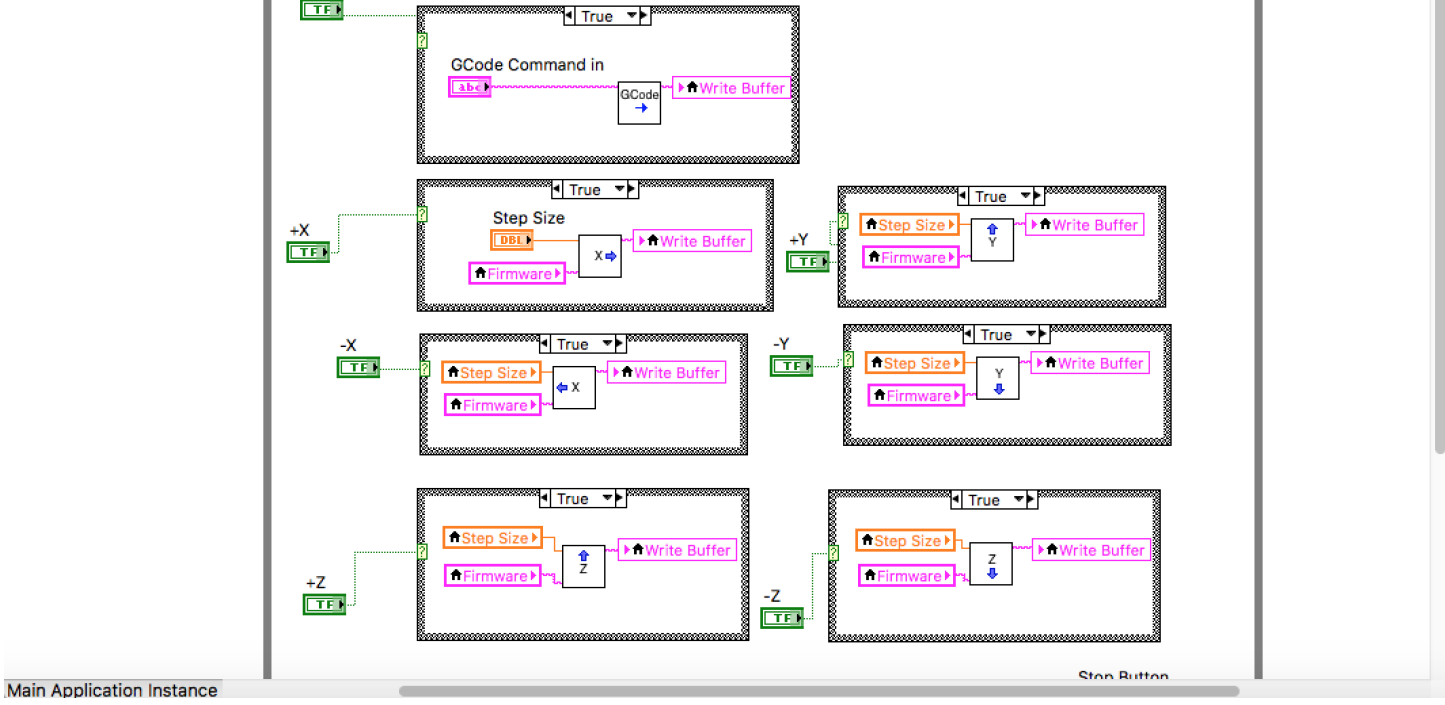 TF
True
?
GCode Command in
abc
GCode
Write Buffer
True
?
Step Size
+X
DBL
X
Write Buffer
TF
Firmware
True
?
Step Size
Y
Write Buffer
+Y
TF
Firmware
True
-X
TF
?
Step Size
X
Write Buffer
Firmware
True
-Y
TF
?
Step Size
Y
Write Buffer
Firmware
True
Step Size
?
Z
Write Buffer
Firmware
+Z
TF
True
Step Size
?
Z
Write Buffer
Firmware
-Z
TF
Stop Button
Main Application Instance